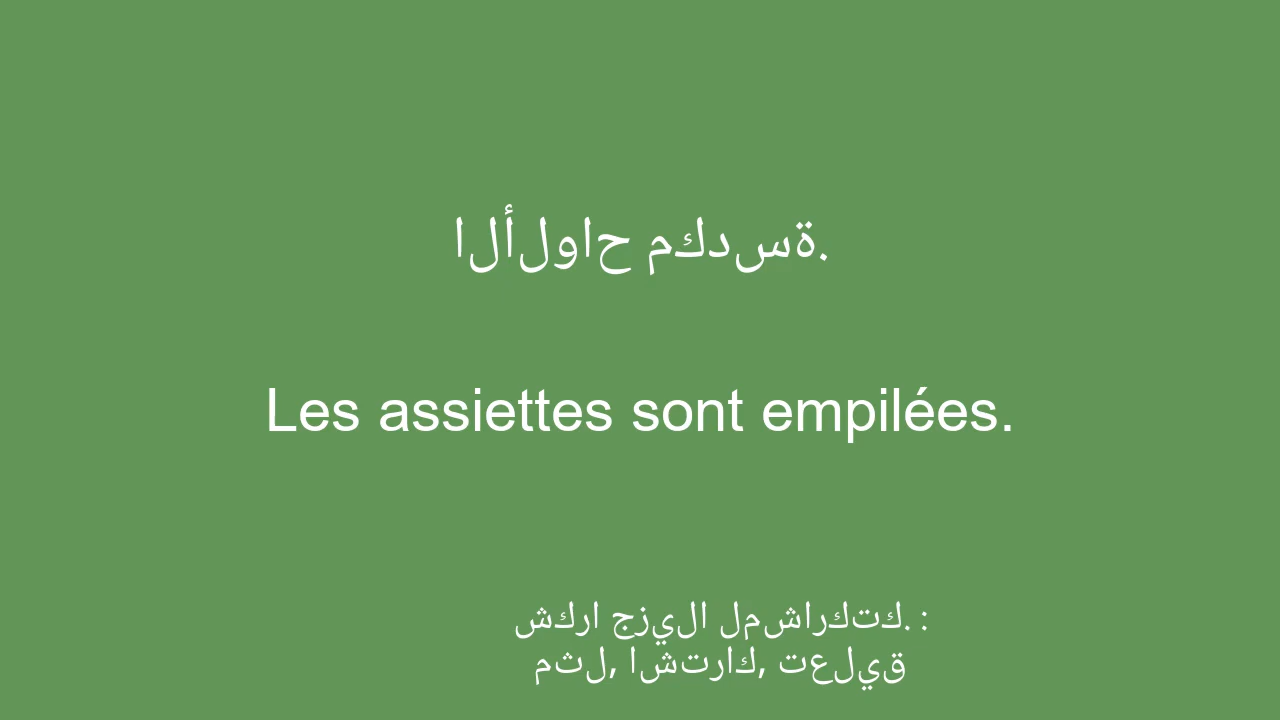 الألواح مكدسة.
Les assiettes sont empilées.
شكرا جزيلا لمشاركتك. :
مثل, اشتراك, تعليق